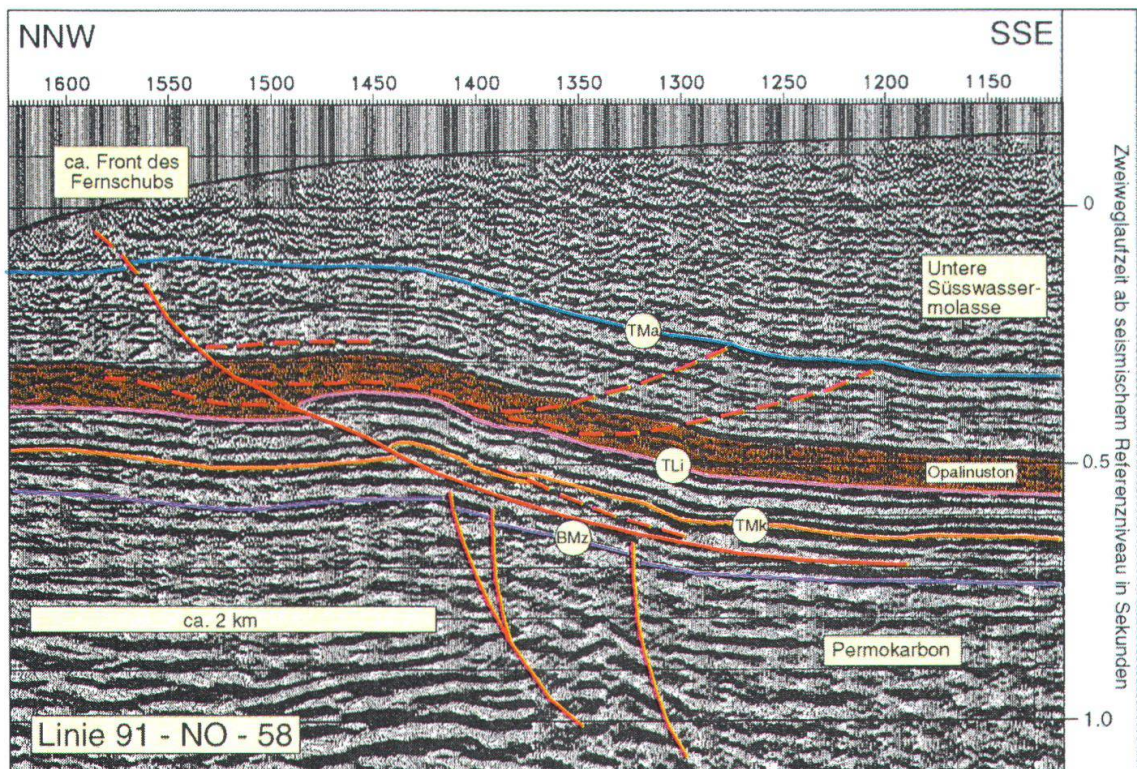 NNW
SSE
1600 1550 1500 1450 1400 1350 1300 1250 1200 1150
ca. Front des
Fernschubs
0
Untere
Süsswasser-
molasse
TMa
Opalinuston
TLi
0.5
TMk
BMz
ca. 2 km
Permokarbon
1.0
Linie 91 - NO - 58
Zweiweglaufzeit ab seismischem Referenzniveau in Sekunden